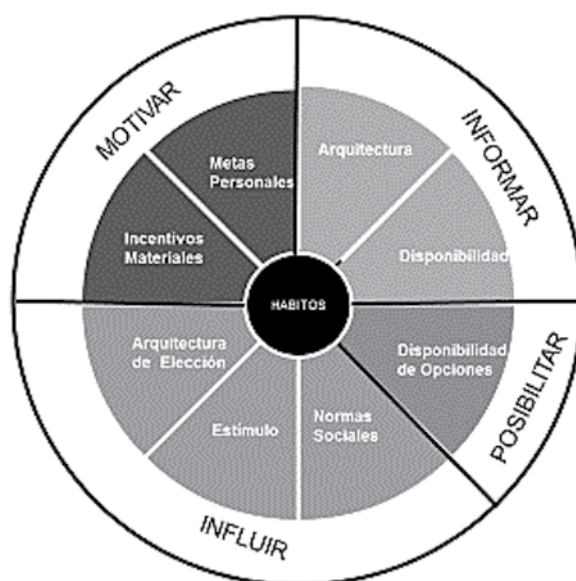 MOTIVAR
INFORMAR
Metas
Personales
Arquitectura
Incentivos
Materiales
Disponibilidad
HABITOS
Arquitectura
de Elección
Disponibilidad
de Opciones
Estímulo
Normas
Sociales
POSIBILITAR
INFLUIR